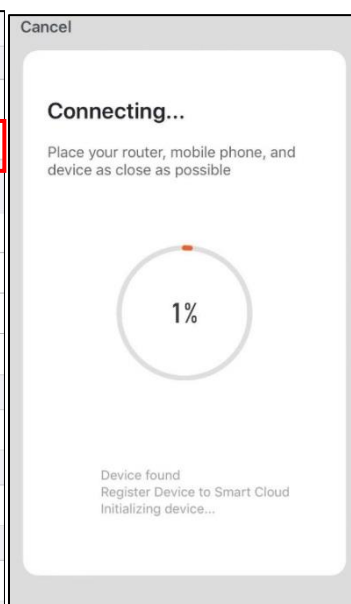 Cancel
Connecting...
Place your router, mobile phone, and
device as close as possible
1%
Device found
Register Device to Smart Cloud
Initializing device...